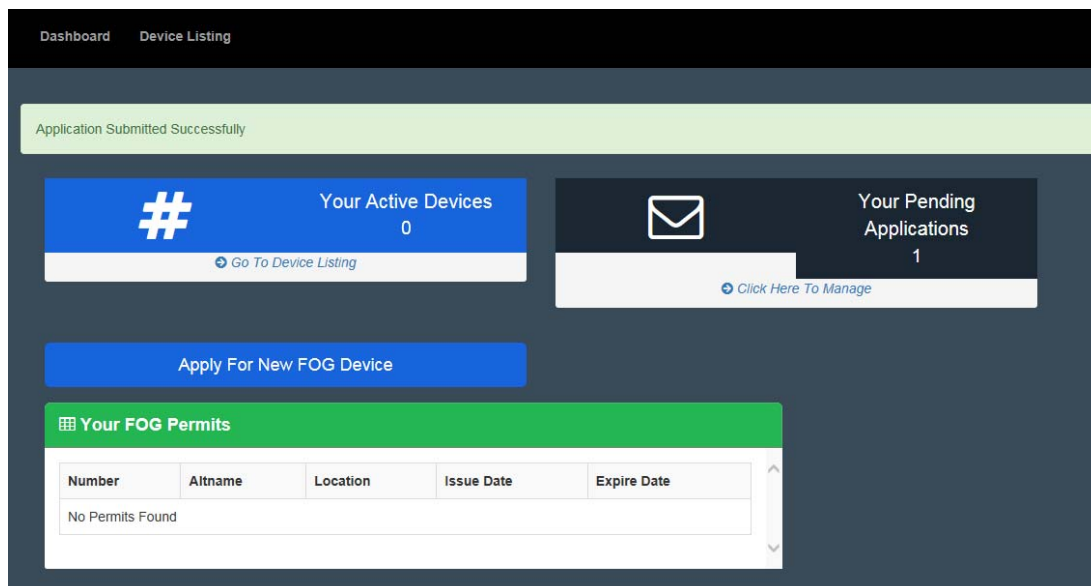 Dashboard Device Listing
Application Submitted Successfully
#
Your Active Devices
0
Go To Device Listing
Your Pending
Applications
1
Click Here To Manage
Apply For New FOG Device
Your FOG Permits
Number Altname Location Issue Date Expire Date
No Permits Found